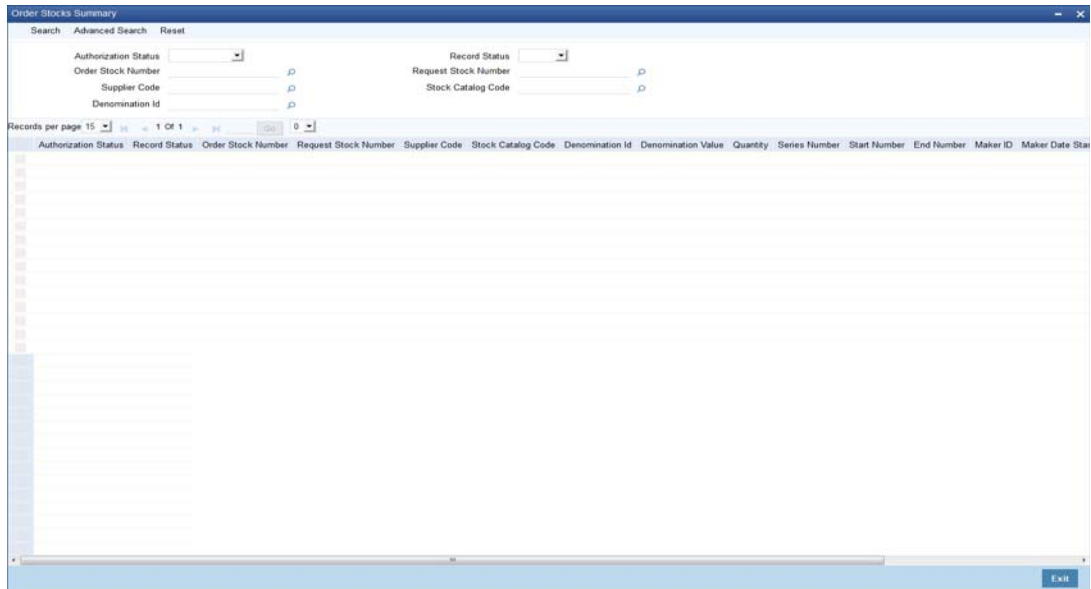 Order Stocks Summary
Search Advanced Search Reset
Authorization Status Record Status
Order Stock Number Request Stock Number
Supplier Code Stock Catalog Code
Denomination Id
Records per page 15 1 Of 1 Go 0
Authorization Status Record Status Order Stock Number Request Stock Number Supplier Code Stock Catalog Code Denomination Id Denomination Value Quantity Series Number Start Number End Number Maker ID Maker Date Star
Exit